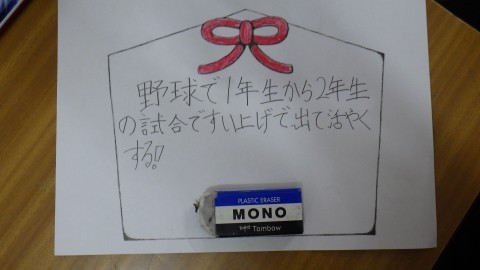 野球で1年生から2年生
の試合ですい上げで出て活やく
する!!
PLASTIC ERASER
MONO
Tombow